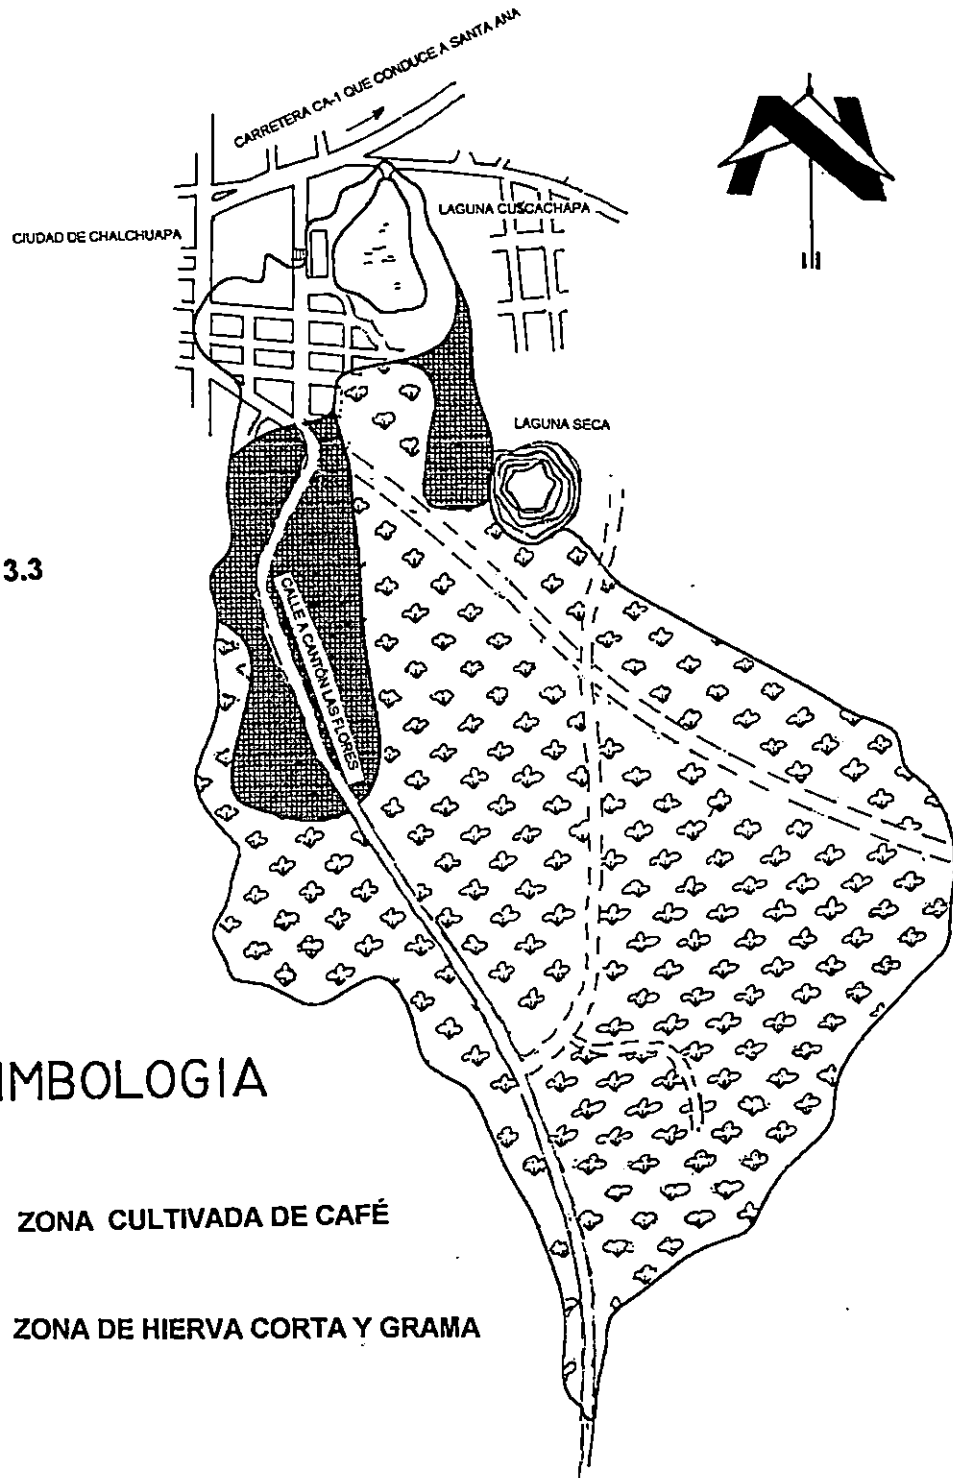 CARRETERA CA-1 QUE CONDUCE A SANTA ANA
LAGUNA CUSCACHAPA
CIUDAD DE CHALCHUAPA
LAGUNA SECA
3.3
CALLE A CANTÓN LAS FLORES
IMBOLOGIA
ZONA CULTIVADA DE CAFÉ
ZONA DE HIERVA CORTA Y GRAMA